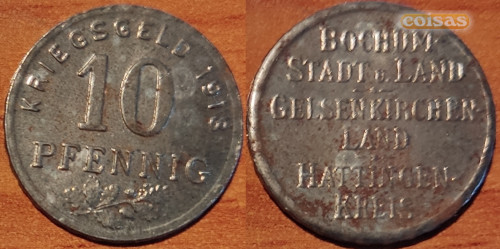 KRIEGSGELD 1918
10
PFENNIG
coisas
BOCHUM-
STADT U. LAND
GELSENKIRCHEN-
LAND
HATTINGEN-
KREIS